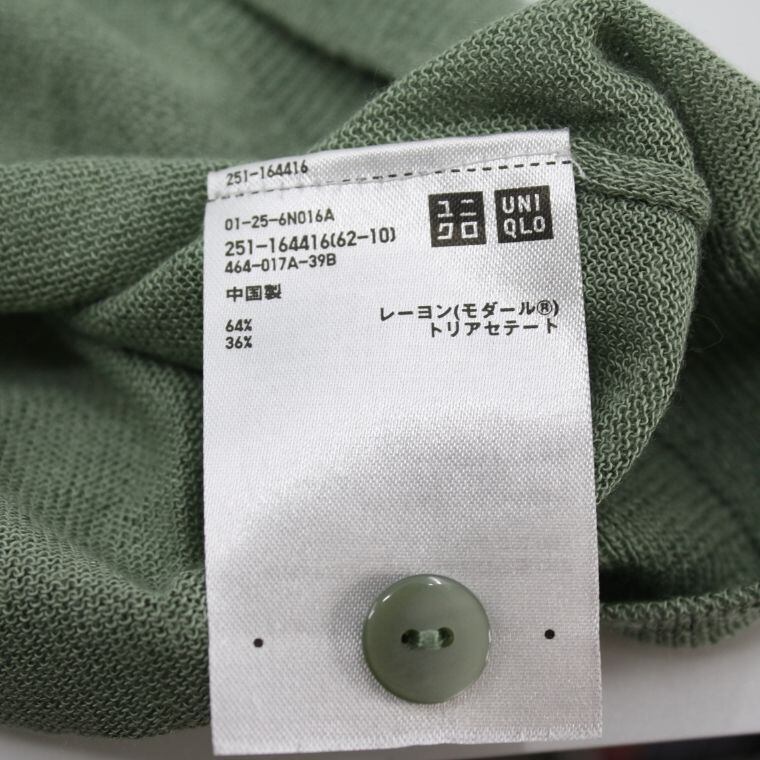 251-164416
01-25-6N016A
251-164416(62-10)
464-017A-39B
中国製
ユニ
クロ
UNI
QLO
64% レーヨン(モダール®)
36% トリアセテート